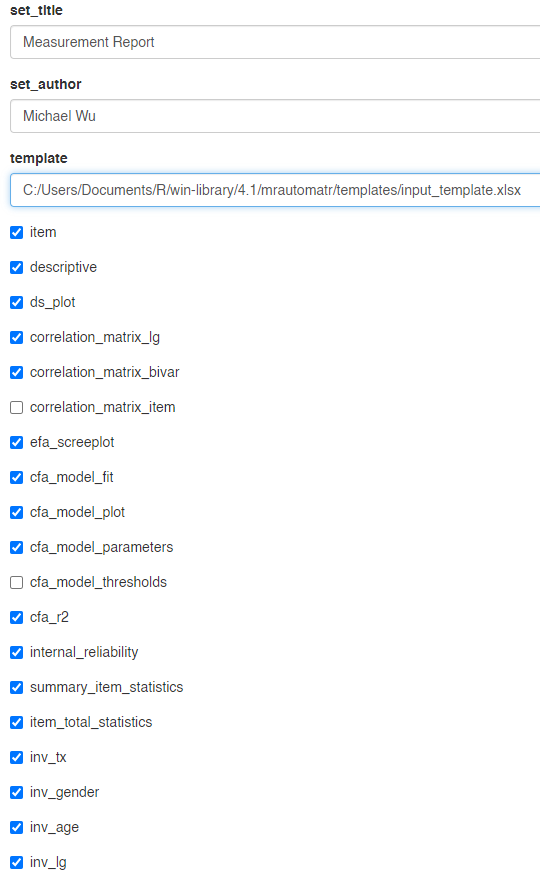 set_title
Measurement Report
set_author
Michael Wu
template
C:/Users/Documents/R/win-library/4.1/mrautomatr/templates/input_template.xlsx
item
descriptive
ds_plot
correlation_matrix_lg
correlation_matrix_bivar
correlation_matrix_item
efa_screeplot
cfa_model_fit
cfa_model_plot
cfa_model_parameters
cfa_model_thresholds
cfa_r2
internal_reliability
summary_item_statistics
item_total_statistics
inv_tx
inv_gender
inv_age
inv_lg